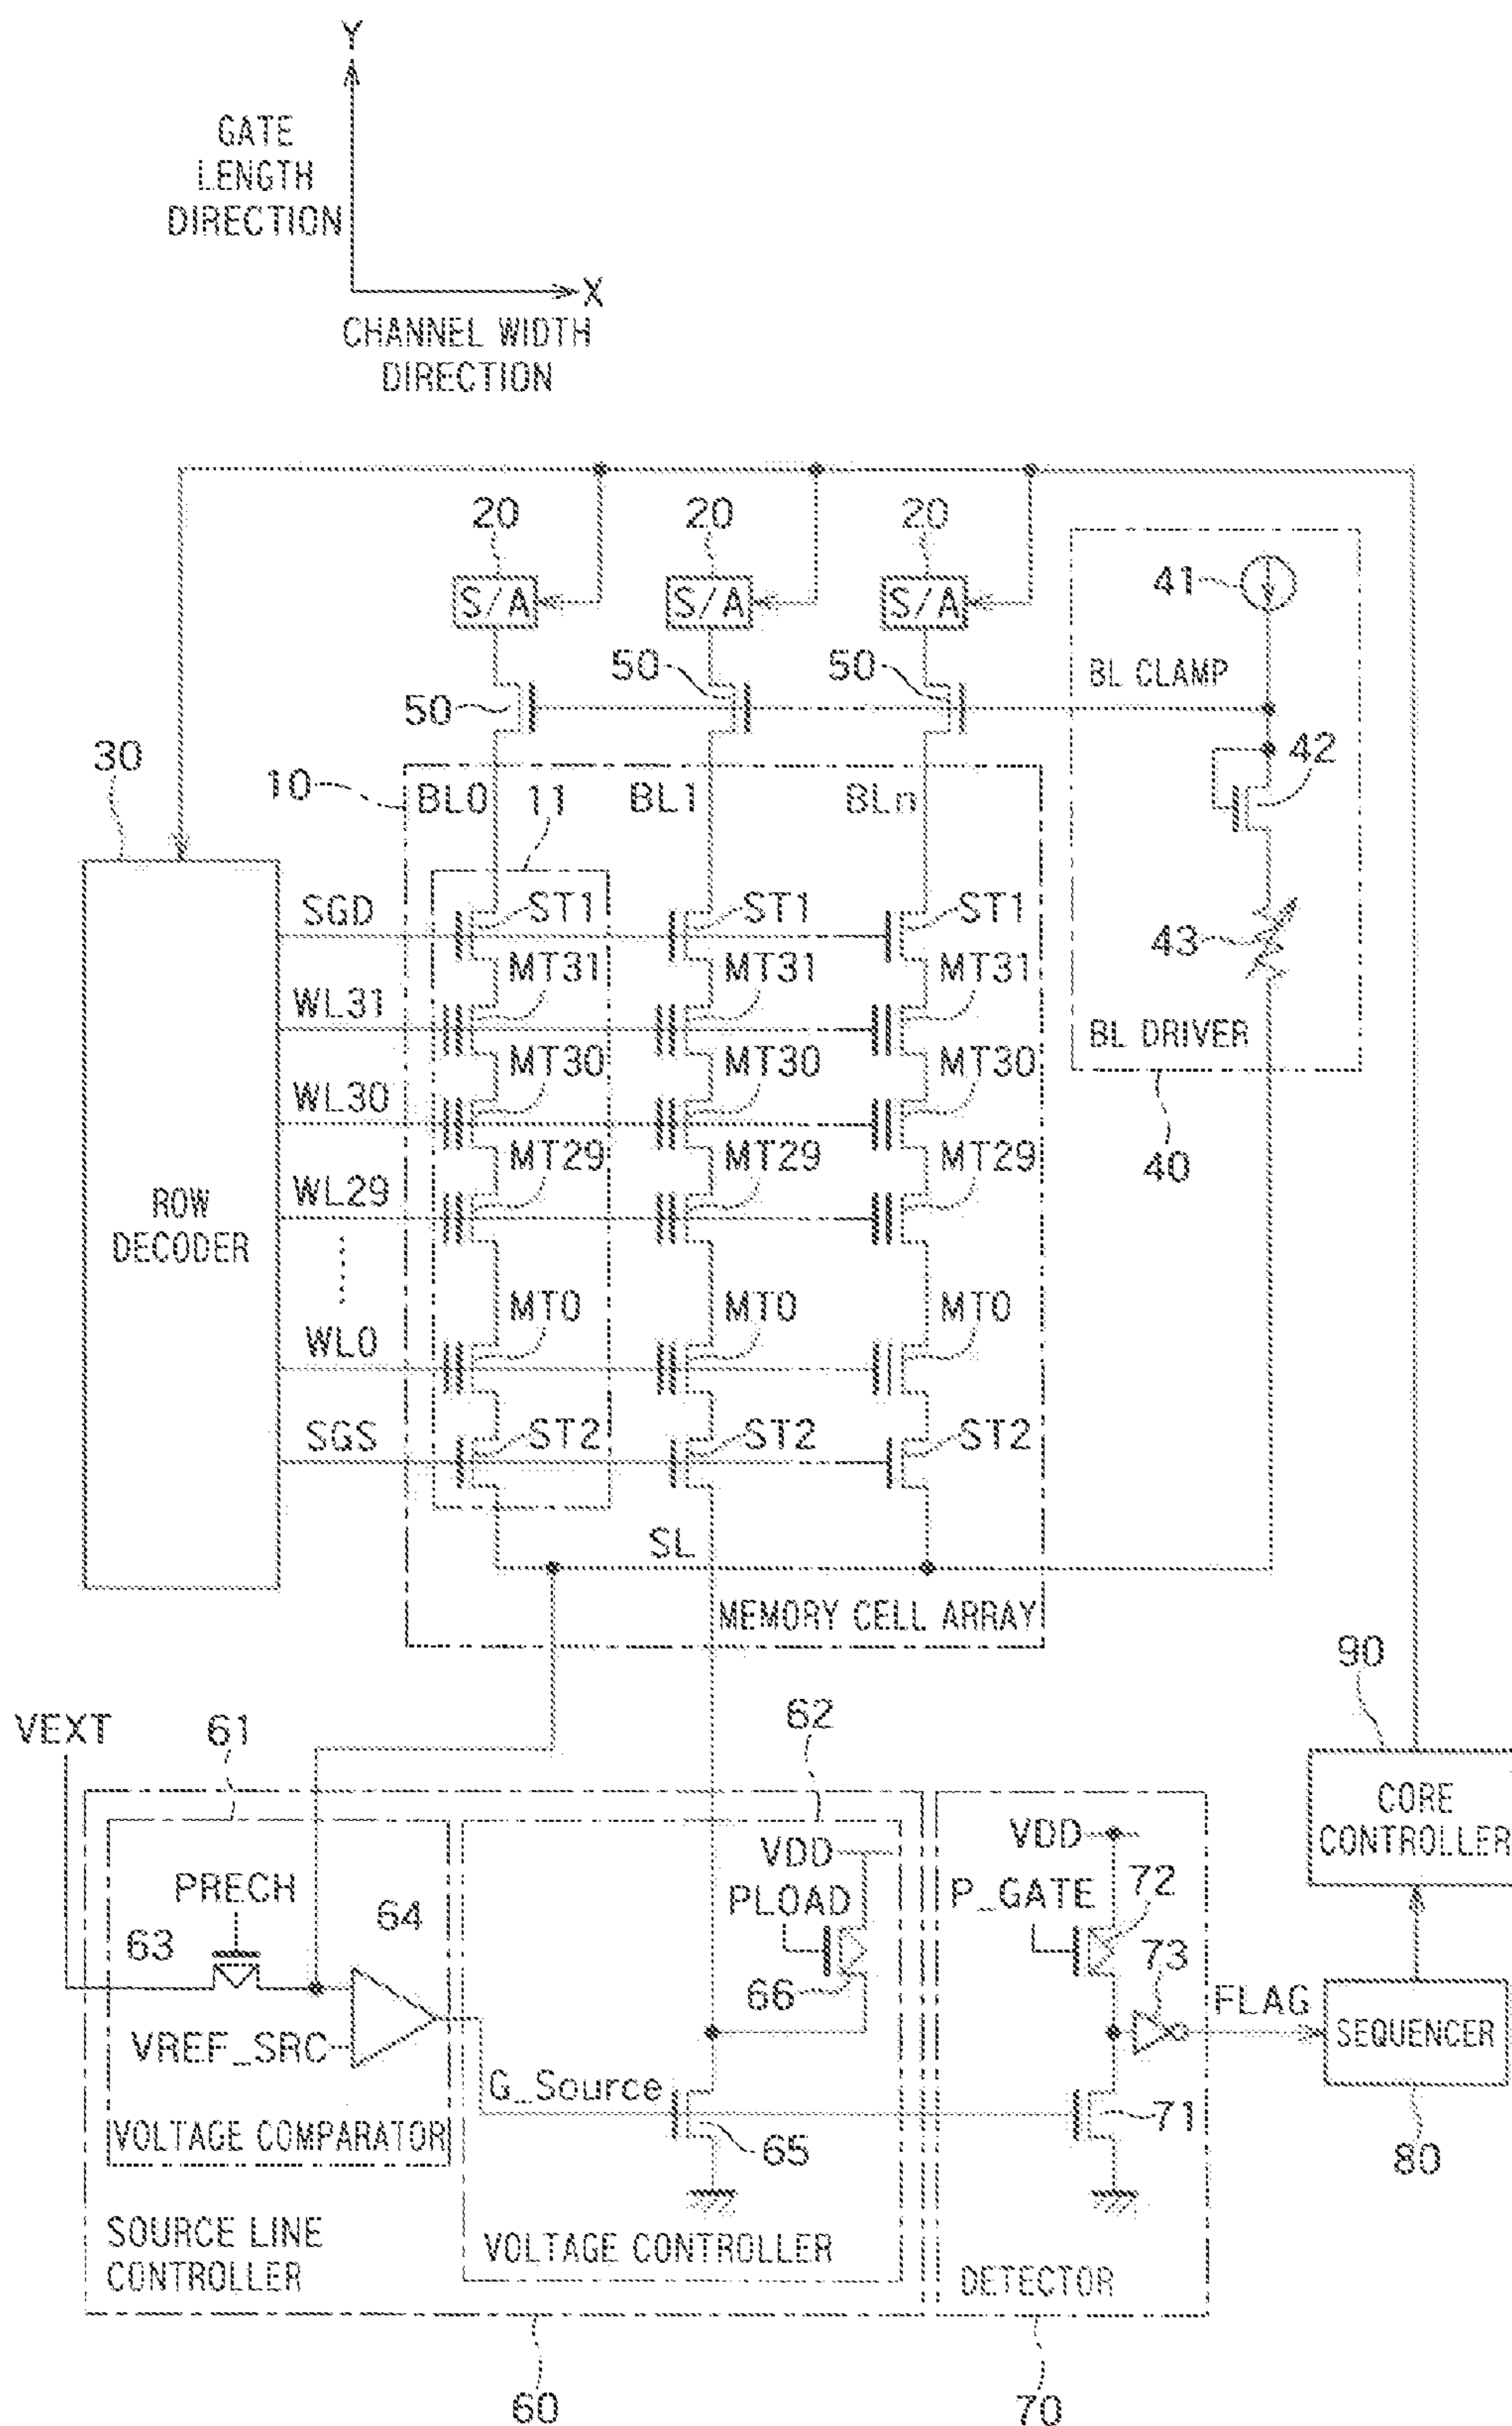 Y
GATE
LENGTH
DIRECTION
X
CHANNEL WIDTH
DIRECTION
20 20 20
S/A S/A S/A
41
50 50 50
BL CLAMP
30
10
BL0 11 BL1 BLn
42
SGD ST1 ST1 ST1
43
WL31 MT31 MT31 MT31
BL DRIVER
WL30 MT30 MT30 MT30
40
WL29 MT29 MT29 MT29
ROW
DECODER
WL0 MT0 MT0 MT0
SGS ST2 ST2 ST2
SL
MEMORY CELL ARRAY
90
VEXT 61 62
CORE
CONTROLLER
VDD VDD
PRECH 64 PLOAD P_GATE 72
63 66 73
FLAG
SEQUENCER
VREF_SRC
G_Source
65 71
80
VOLTAGE COMPARATOR
SOURCE LINE
CONTROLLER
VOLTAGE CONTROLLER
DETECTOR
60 70